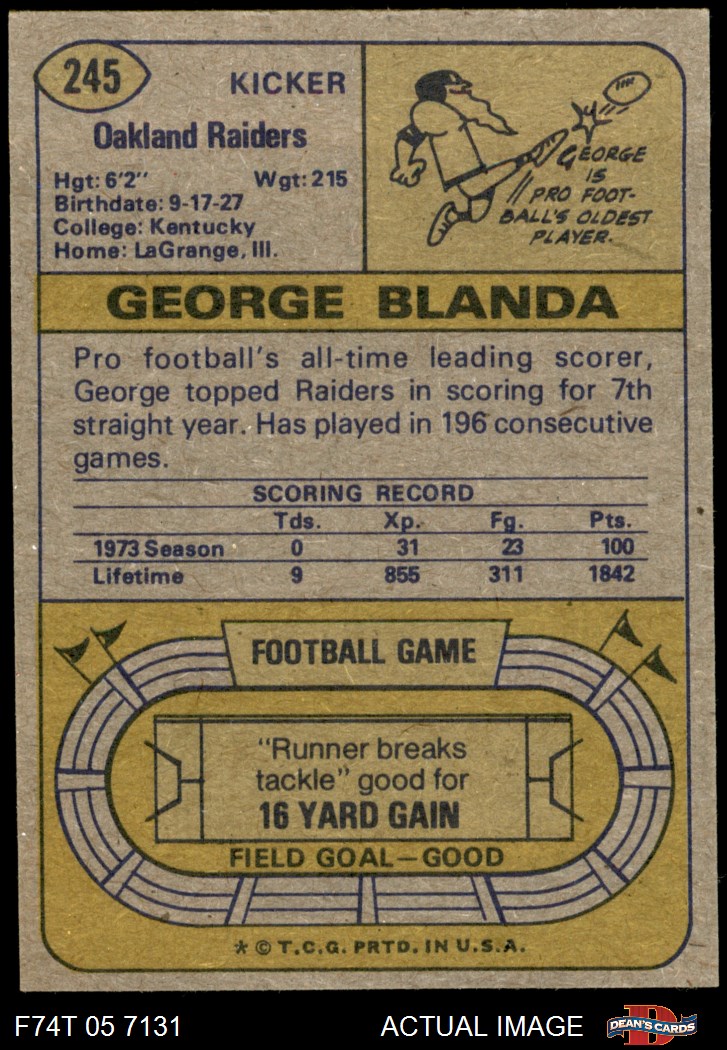 245
KICKER
Oakland Raiders
Hgt: 6'2" Wgt: 215
Birthdate: 9-17-27
College: Kentucky
Home: LaGrange, Ill.
GEORGE
IS
PRO FOOT-
BALL'S OLDEST
PLAYER.
GEORGE BLANDA
Pro football's all-time leading scorer,
George topped Raiders in scoring for 7th
straight year. Has played in 196 consecutive
games.
SCORING RECORD
Tds. Xp. Fg. Pts.
1973 Season 0 31 23 100
Lifetime 9 855 311 1842
FOOTBALL GAME
"Runner breaks
tackle" good for
16 YARD GAIN
FIELD GOAL—GOOD
* © T.C.G. PRTD. IN U.S.A.
F74T 05 7131 ACTUAL IMAGE D DEAN'S CARDS